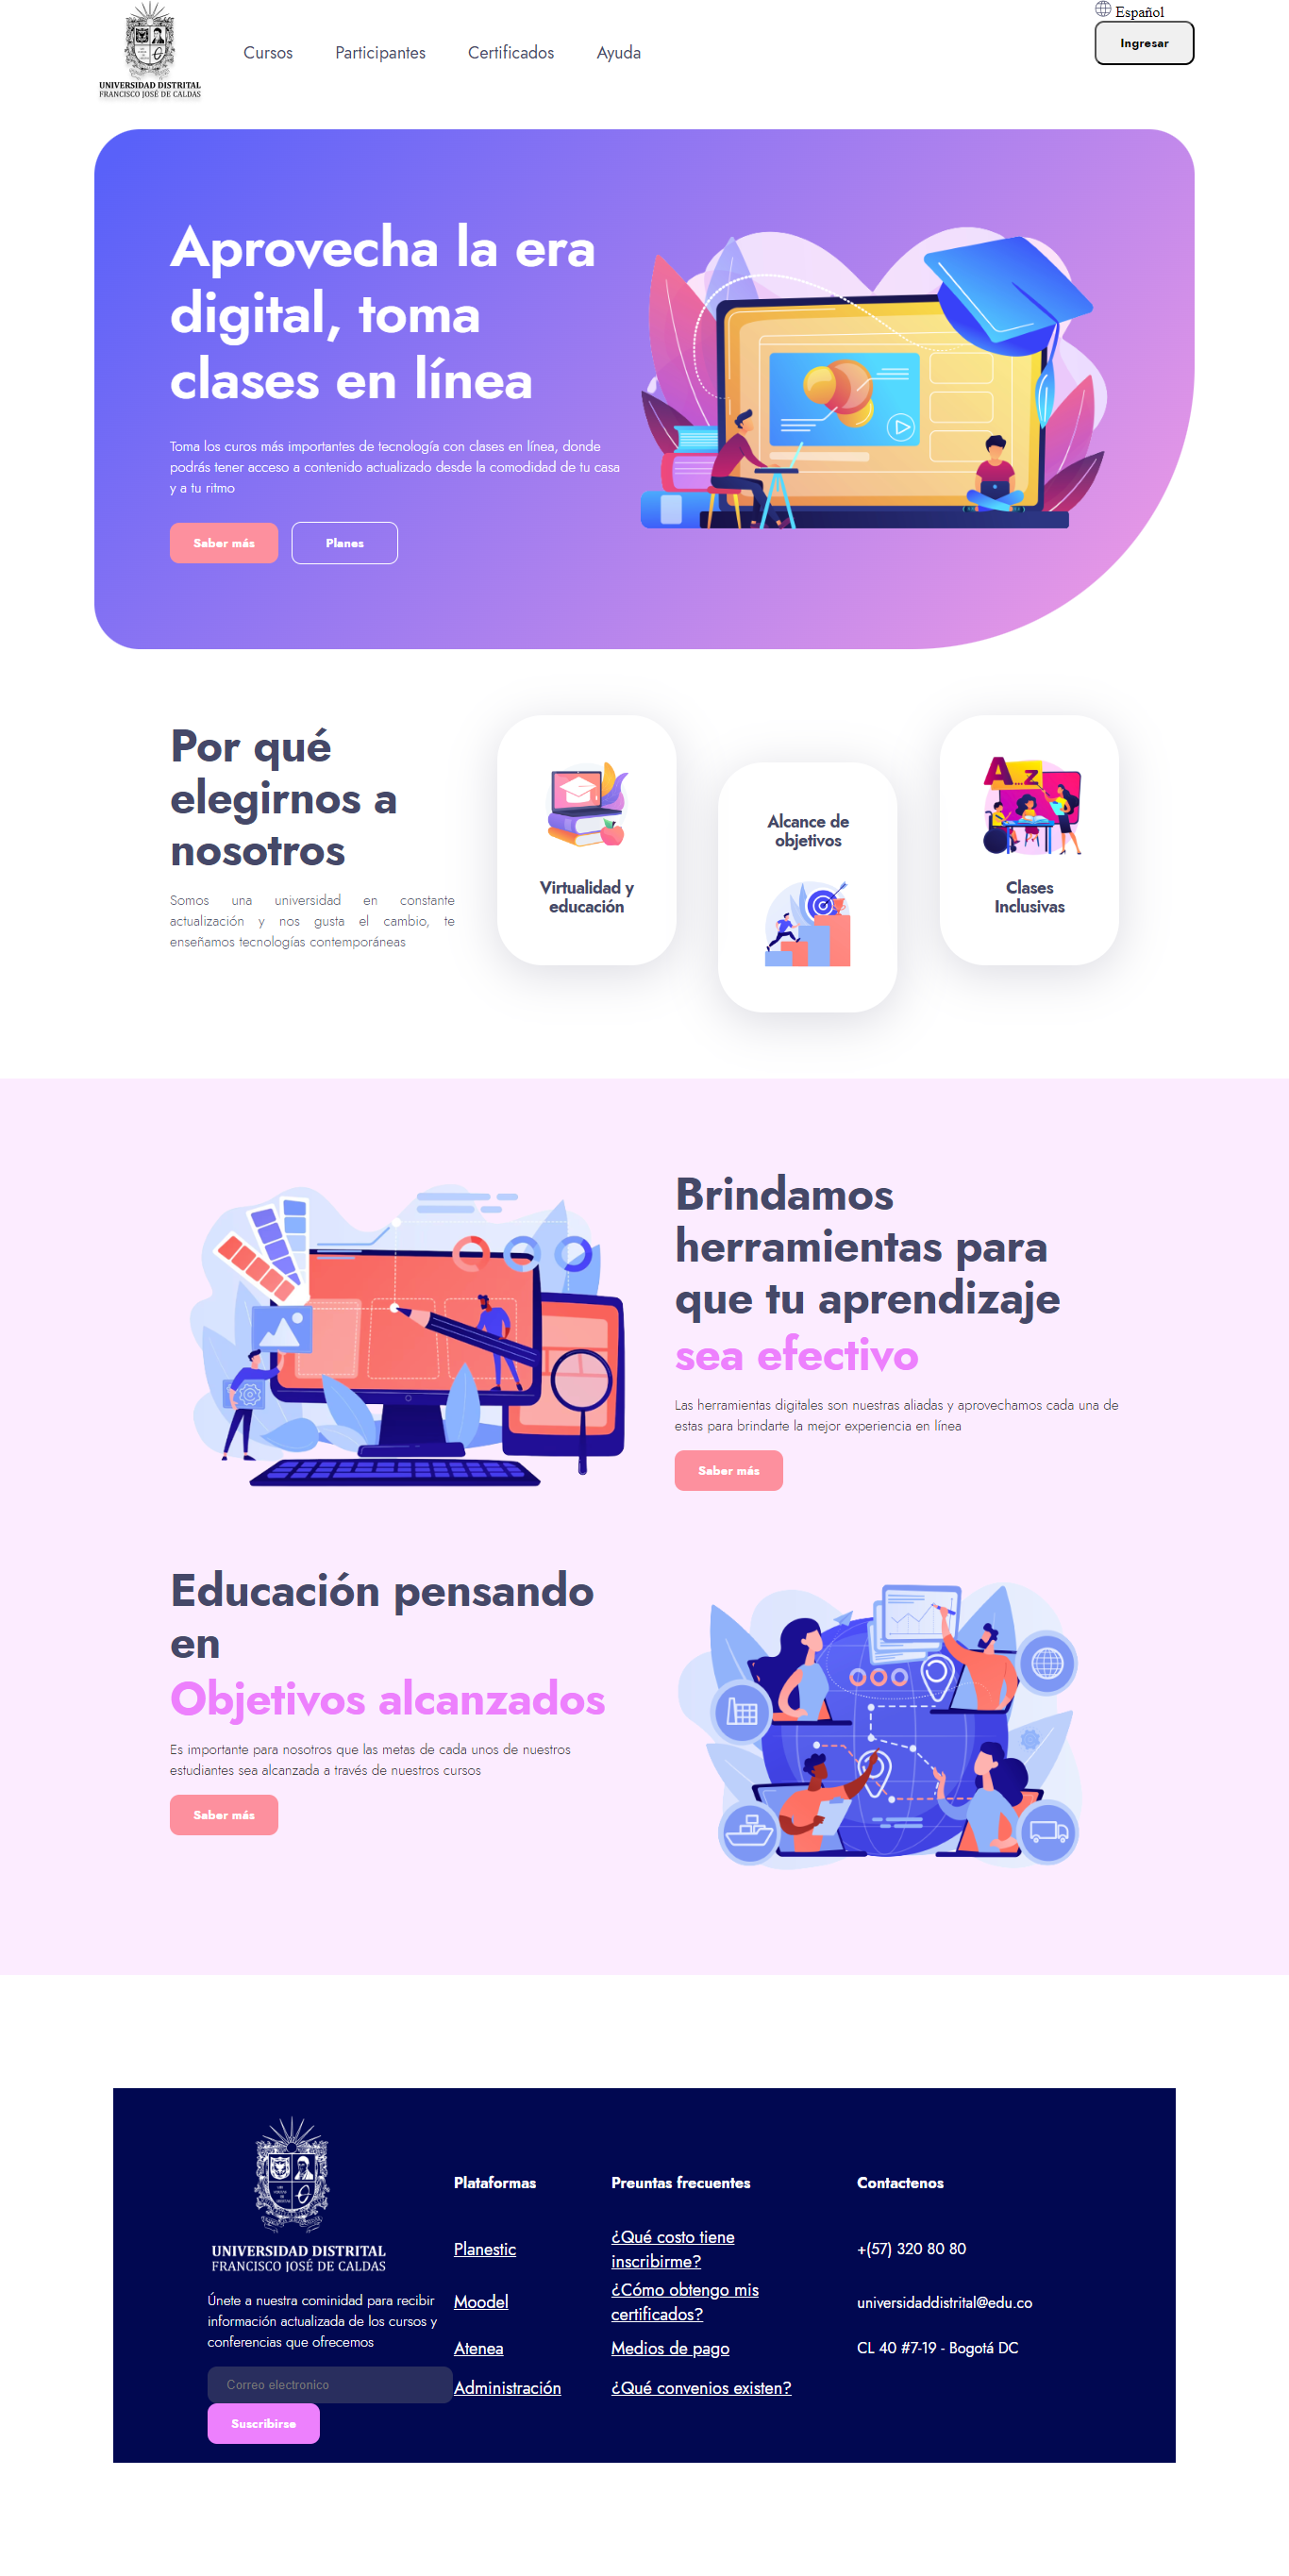 UNIVERSIDAD DISTRITAL
FRANCISCO JOSÉ DE CALDAS
Cursos
Participantes
Certificados
Ayuda
Español
Ingresar
Aprovecha la era
digital, toma
clases en línea
Toma los curos más importantes de tecnología con clases en línea, donde
podrás tener acceso a contenido actualizado desde la comodidad de tu casa
y a tu ritmo
Saber más
Planes
Por qué
elegirnos a
nosotros
Somos una universidad en constante
actualización y nos gusta el cambio, te
enseñamos tecnologías contemporáneas
Virtualidad y
educación
Alcance de
objetivos
A...z
Clases
Inclusivas
Brindamos
herramientas para
que tu aprendizaje
sea efectivo
Las herramientas digitales son nuestras aliadas y aprovechamos cada una de
estas para brindarte la mejor experiencia en línea
Saber más
Educación pensando
en
Objetivos alcanzados
Es importante para nosotros que las metas de cada unos de nuestros
estudiantes sea alcanzada a través de nuestros cursos
Saber más
UNIVERSIDAD DISTRITAL
FRANCISCO JOSÉ DE CALDAS
Únete a nuestra cominidad para recibir
información actualizada de los cursos y
conferencias que ofrecemos
Correo electronico
Suscribirse
Plataformas
Planestic
Moodel
Atenea
Administración
Preuntas frecuentes
¿Qué costo tiene
inscribirme?
¿Cómo obtengo mis
certificados?
Medios de pago
¿Qué convenios existen?
Contactenos
+(57) 320 80 80
universidaddistrital@edu.co
CL 40 #7-19 - Bogotá DC